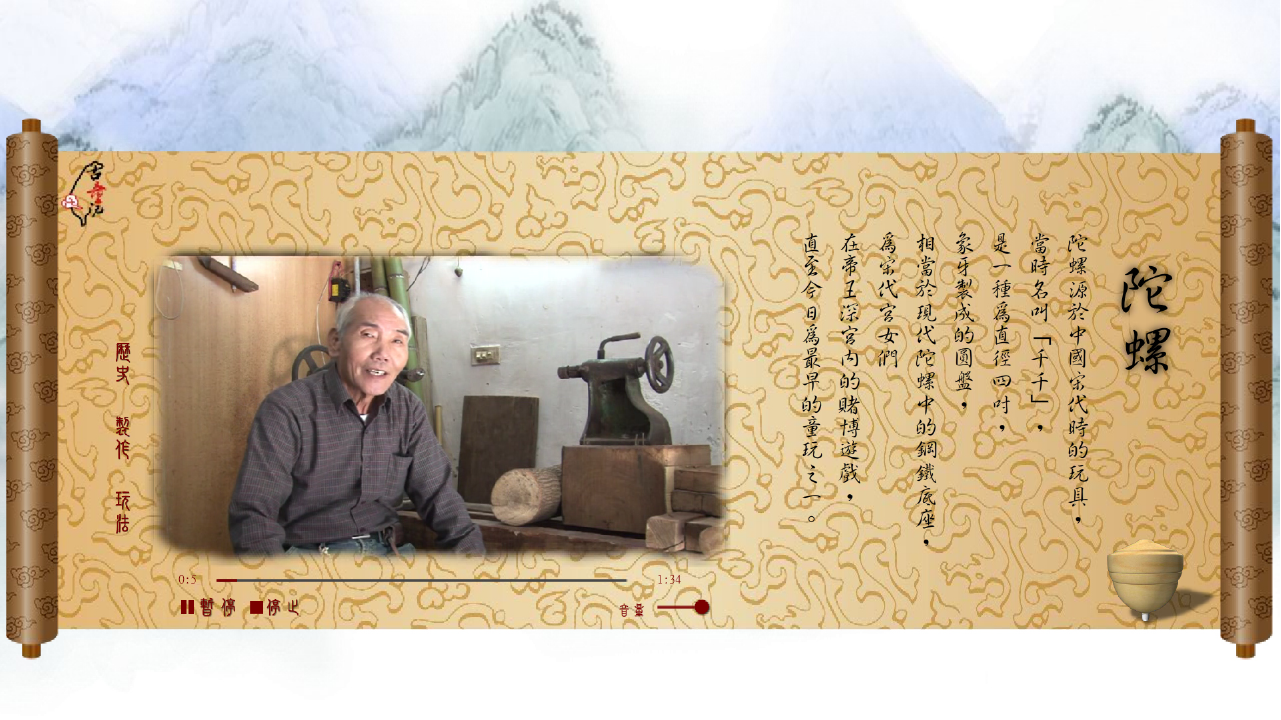 陀螺
陀螺源於中國宋代時的玩具，
當時名叫「千千」，
是一種為直徑四吋，
象牙製成的圓盤，
相當於現代陀螺中的鋼鐵底座，
為宋代宮女們
在帝王深宮內的賭博遊戲，
直至今日為最早的童玩之一。
古童玩
歷史
製作
玩法
0:5
1:34
暫停
停止
音量